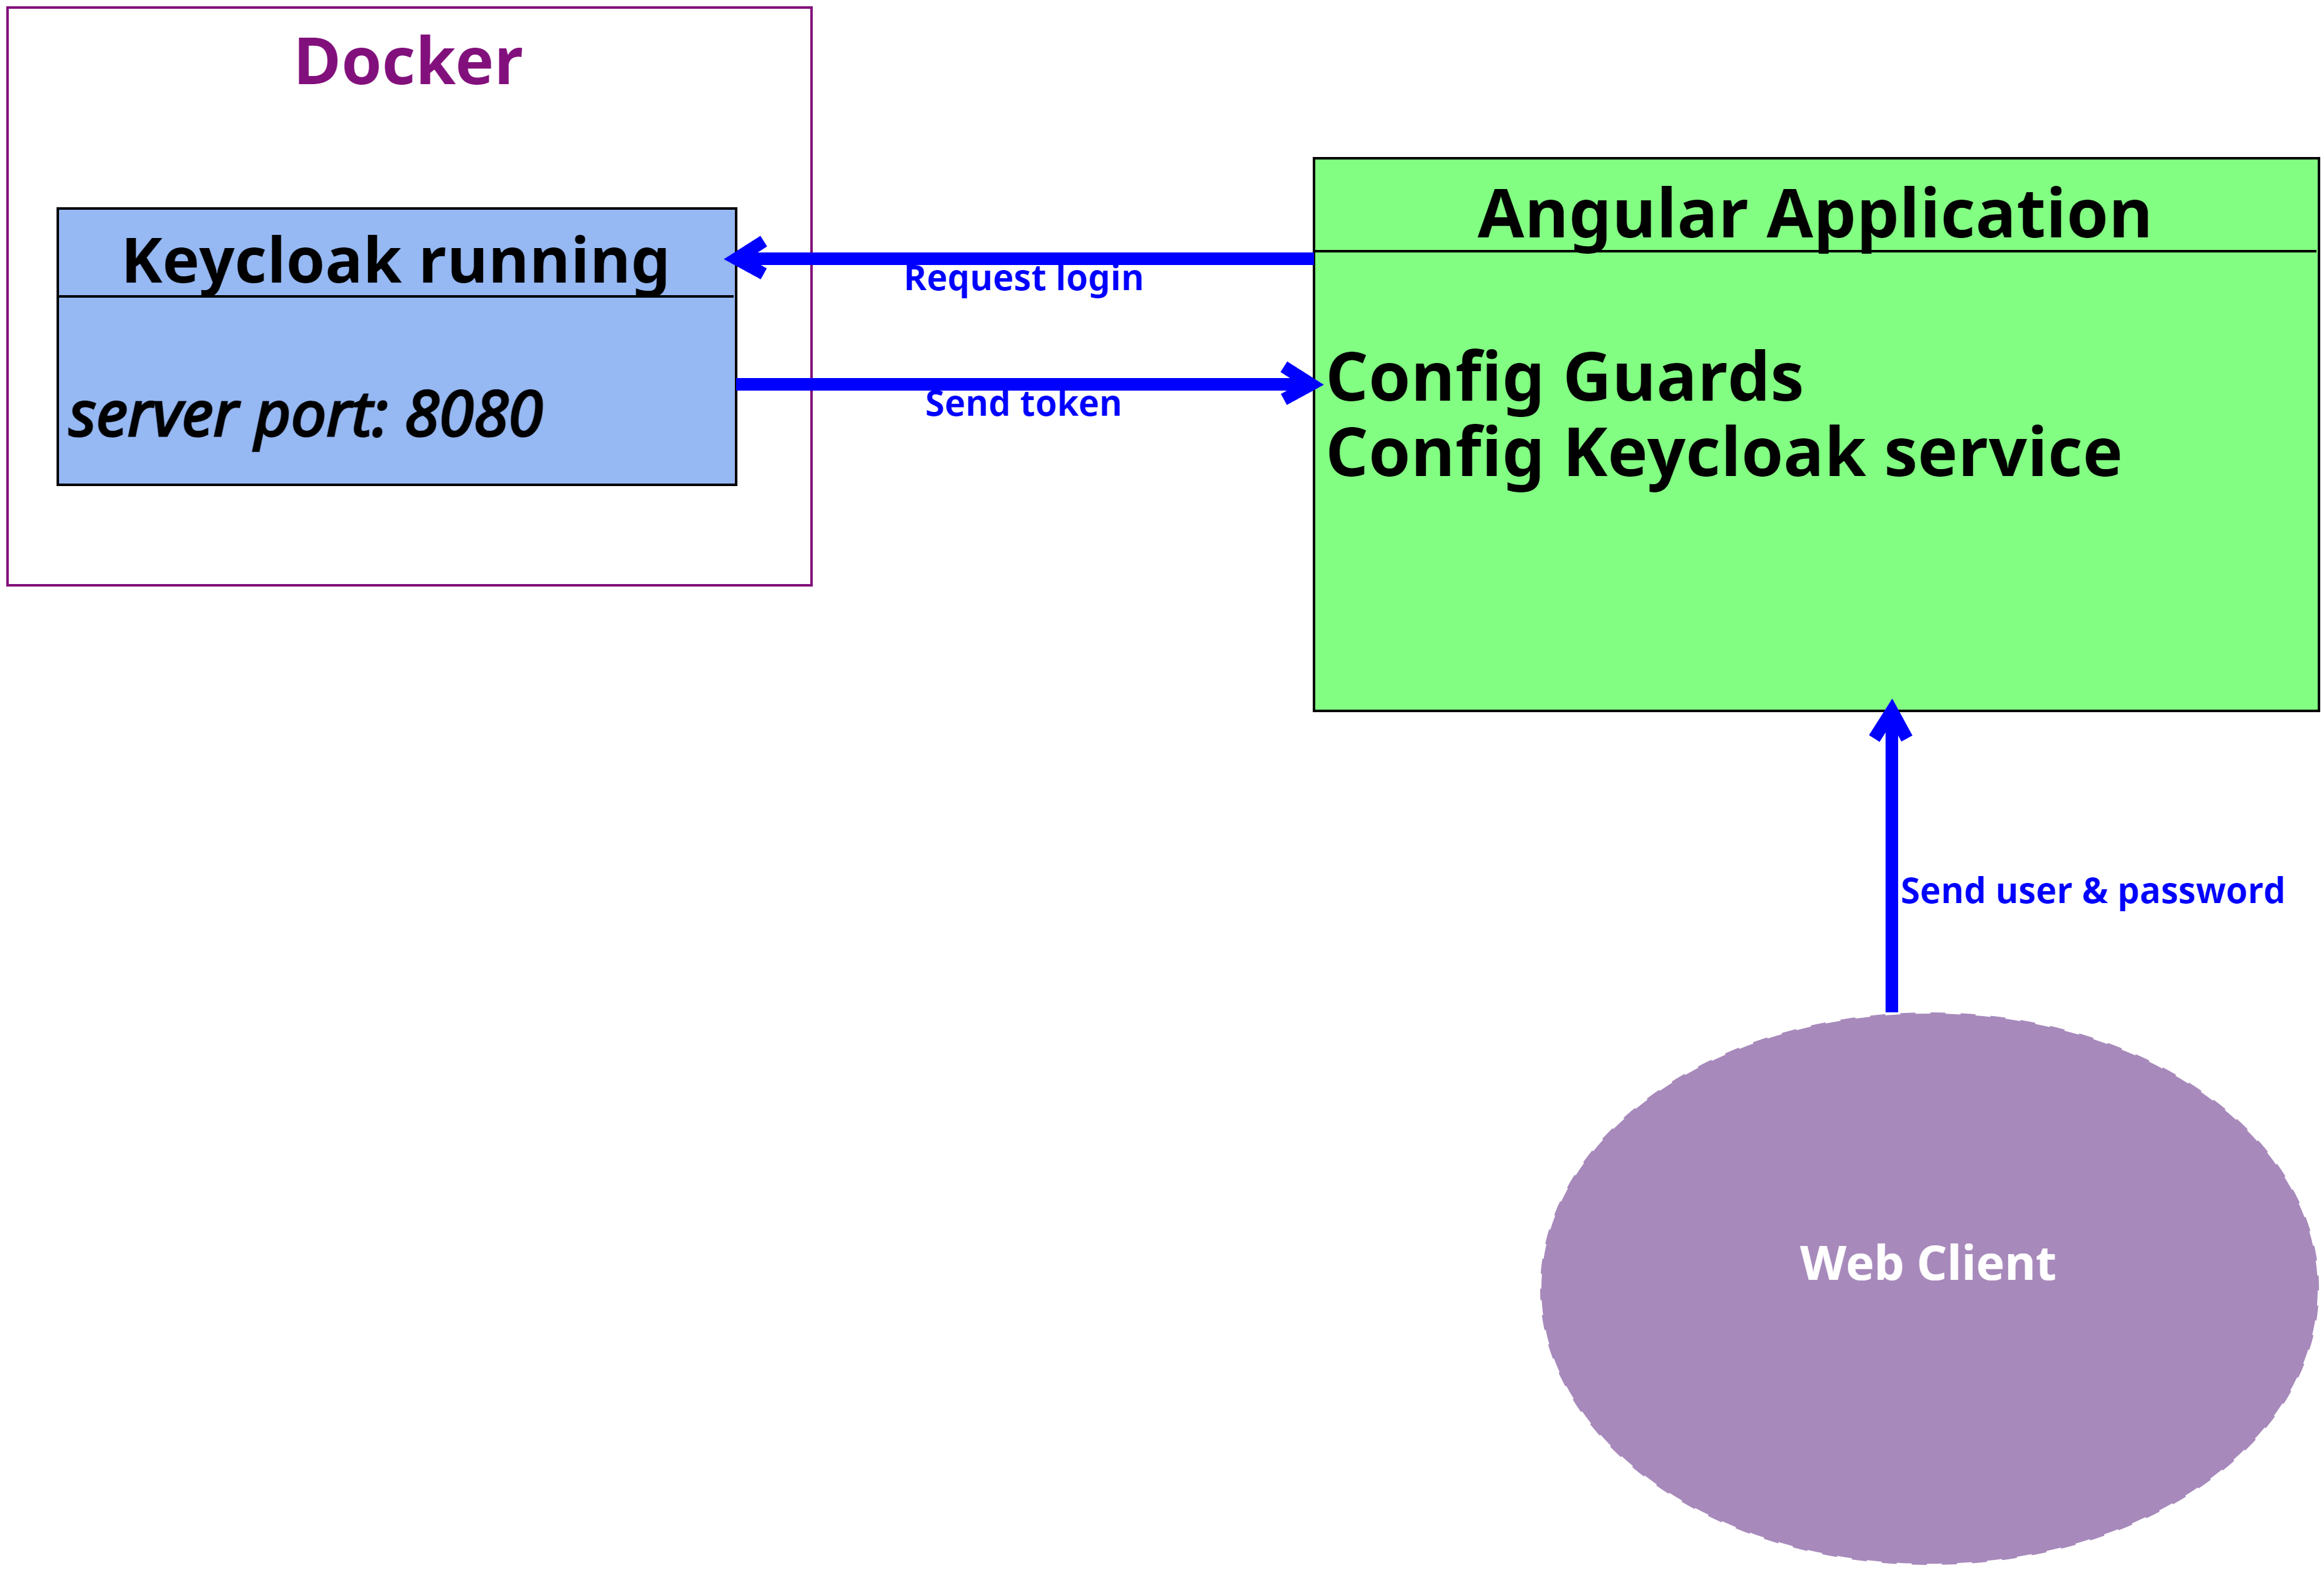 Docker
Keycloak running
server port: 8080
Request login
Send token
Angular Application
Config Guards
Config Keycloak service
Send user & password
Web Client